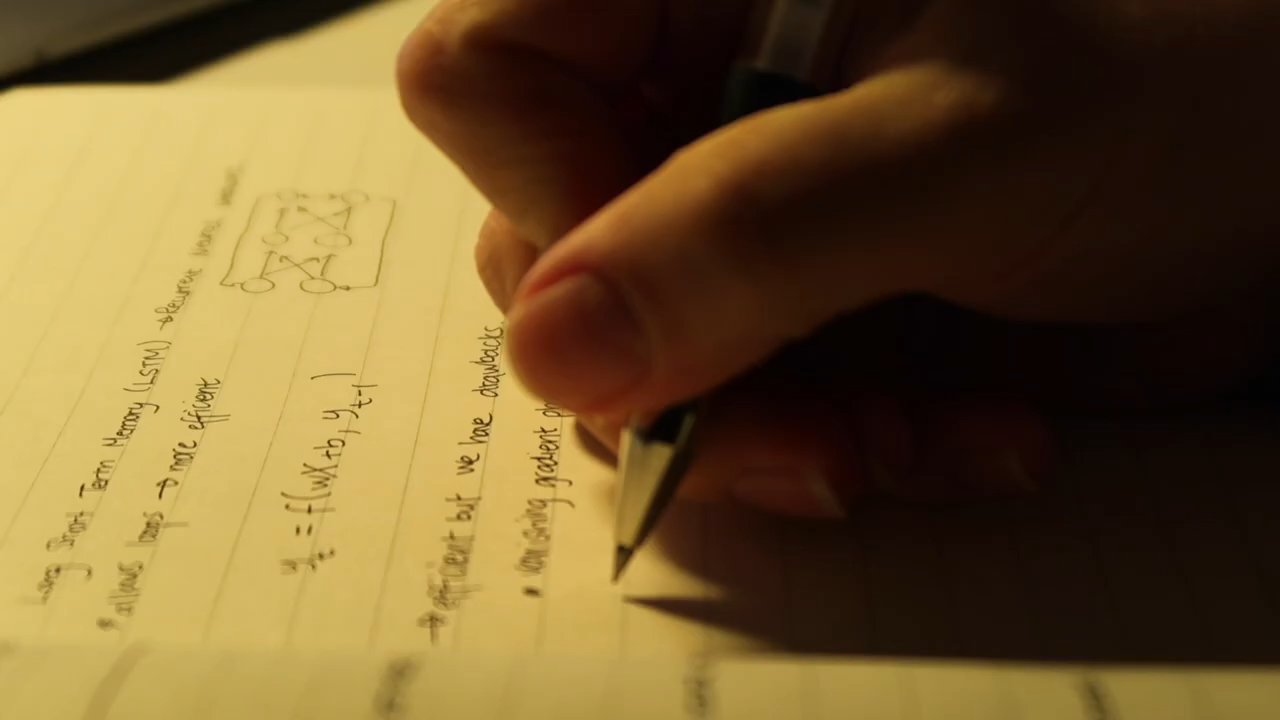 Long Short Term Memory (LSTM) → Recurrent Neural
allows loops → more efficient
y_t = f(wX+b, y_t-1)
→ efficient but we have drawbacks.
• vanishing gradient